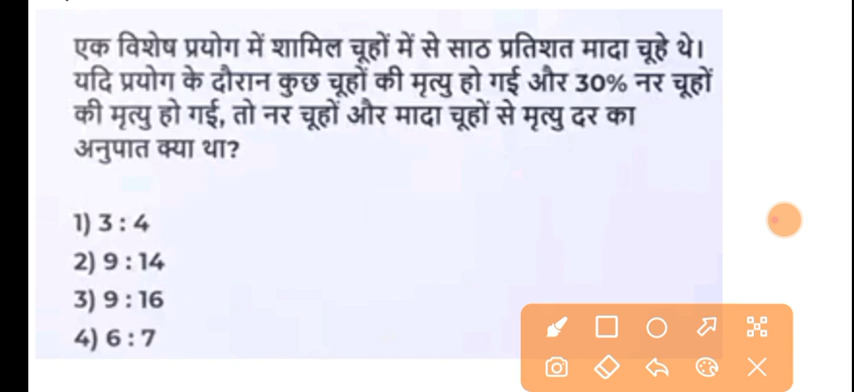 एक विशेष प्रयोग में शामिल चूहों में से साठ प्रतिशत मादा चूहे थे।
यदि प्रयोग के दौरान कुछ चूहों की मृत्यु हो गई और 30% नर चूहों
की मृत्यु हो गई, तो नर चूहों और मादा चूहों से मृत्यु दर का
अनुपात क्या था?
1) 3 : 4
2) 9 : 14
3) 9 : 16
4) 6 : 7